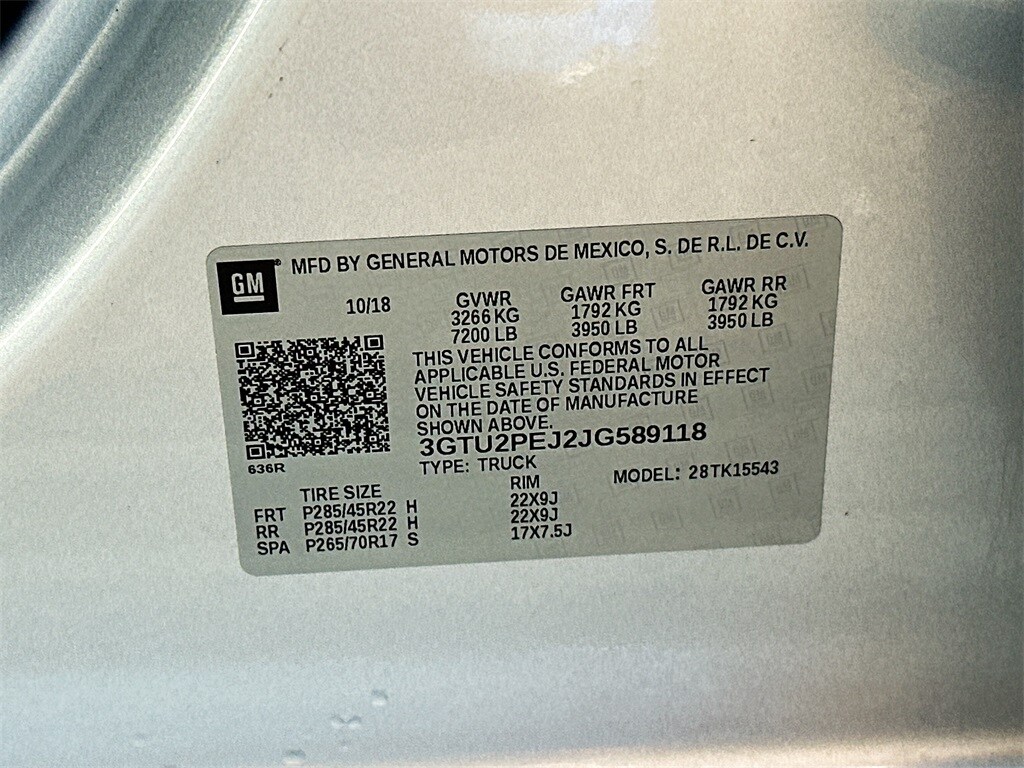 GM® MFD BY GENERAL MOTORS DE MEXICO, S. DE R.L. DE C.V.
10/18 GVWR GAWR FRT GAWR RR
3266 KG 1792 KG 1792 KG
7200 LB 3950 LB 3950 LB
THIS VEHICLE CONFORMS TO ALL
APPLICABLE U.S. FEDERAL MOTOR
VEHICLE SAFETY STANDARDS IN EFFECT
ON THE DATE OF MANUFACTURE
SHOWN ABOVE.
3GTU2PEJ2JG589118
636R
TYPE: TRUCK MODEL: 28TK15543
TIRE SIZE RIM
FRT P285/45R22 H 22X9J
RR P285/45R22 H 22X9J
SPA P265/70R17 S 17X7.5J